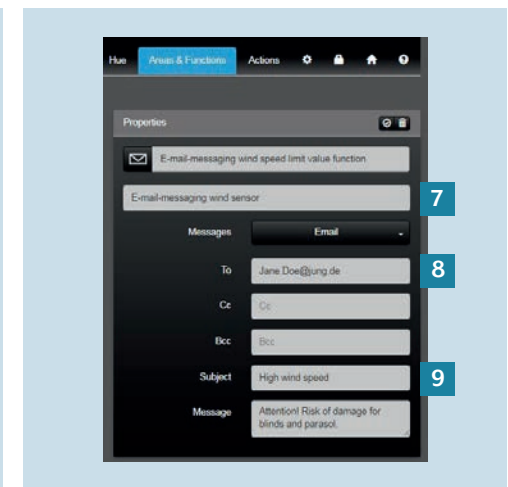 Hue Areas & Functions Actions
Properties
E-mail-messaging wind speed limit value function
E-mail-messaging wind sensor
7
Messages Email
To Jane Doe@jung.de
8
Cc Cc
Bcc Bcc
Subject High wind speed
9
Message Attention! Risk of damage for
blinds and parasol.